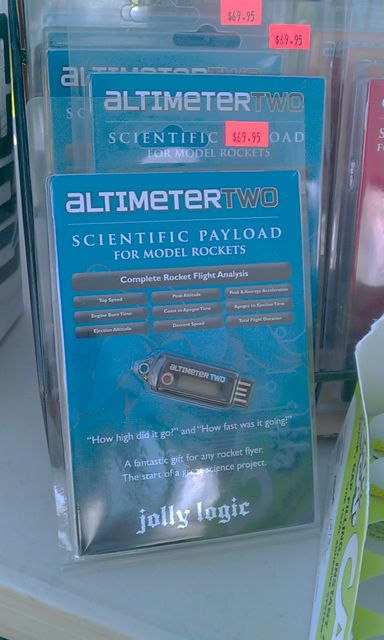 $69.95
$69.95
ALTIMETERTWO
SCIENTIFIC
$69.95
PAYLOAD
FOR MODEL ROCKETS
ALTIMETERTWO
SCIENTIFIC PAYLOAD
FOR MODEL ROCKETS
Complete Rocket Flight Analysis
Top Speed
Peak Altitude
Peak & Average Acceleration
Engine Burn Time
Coast to Apogee Time
Apogee to Ejection Time
Ejection Altitude
Descent Speed
Total Flight Duration
ALTIMETER TWO
"How high did it go?" and "How fast was it going?"
A fantastic gift for any rocket flyer.
The start of a great science project.
jolly logic